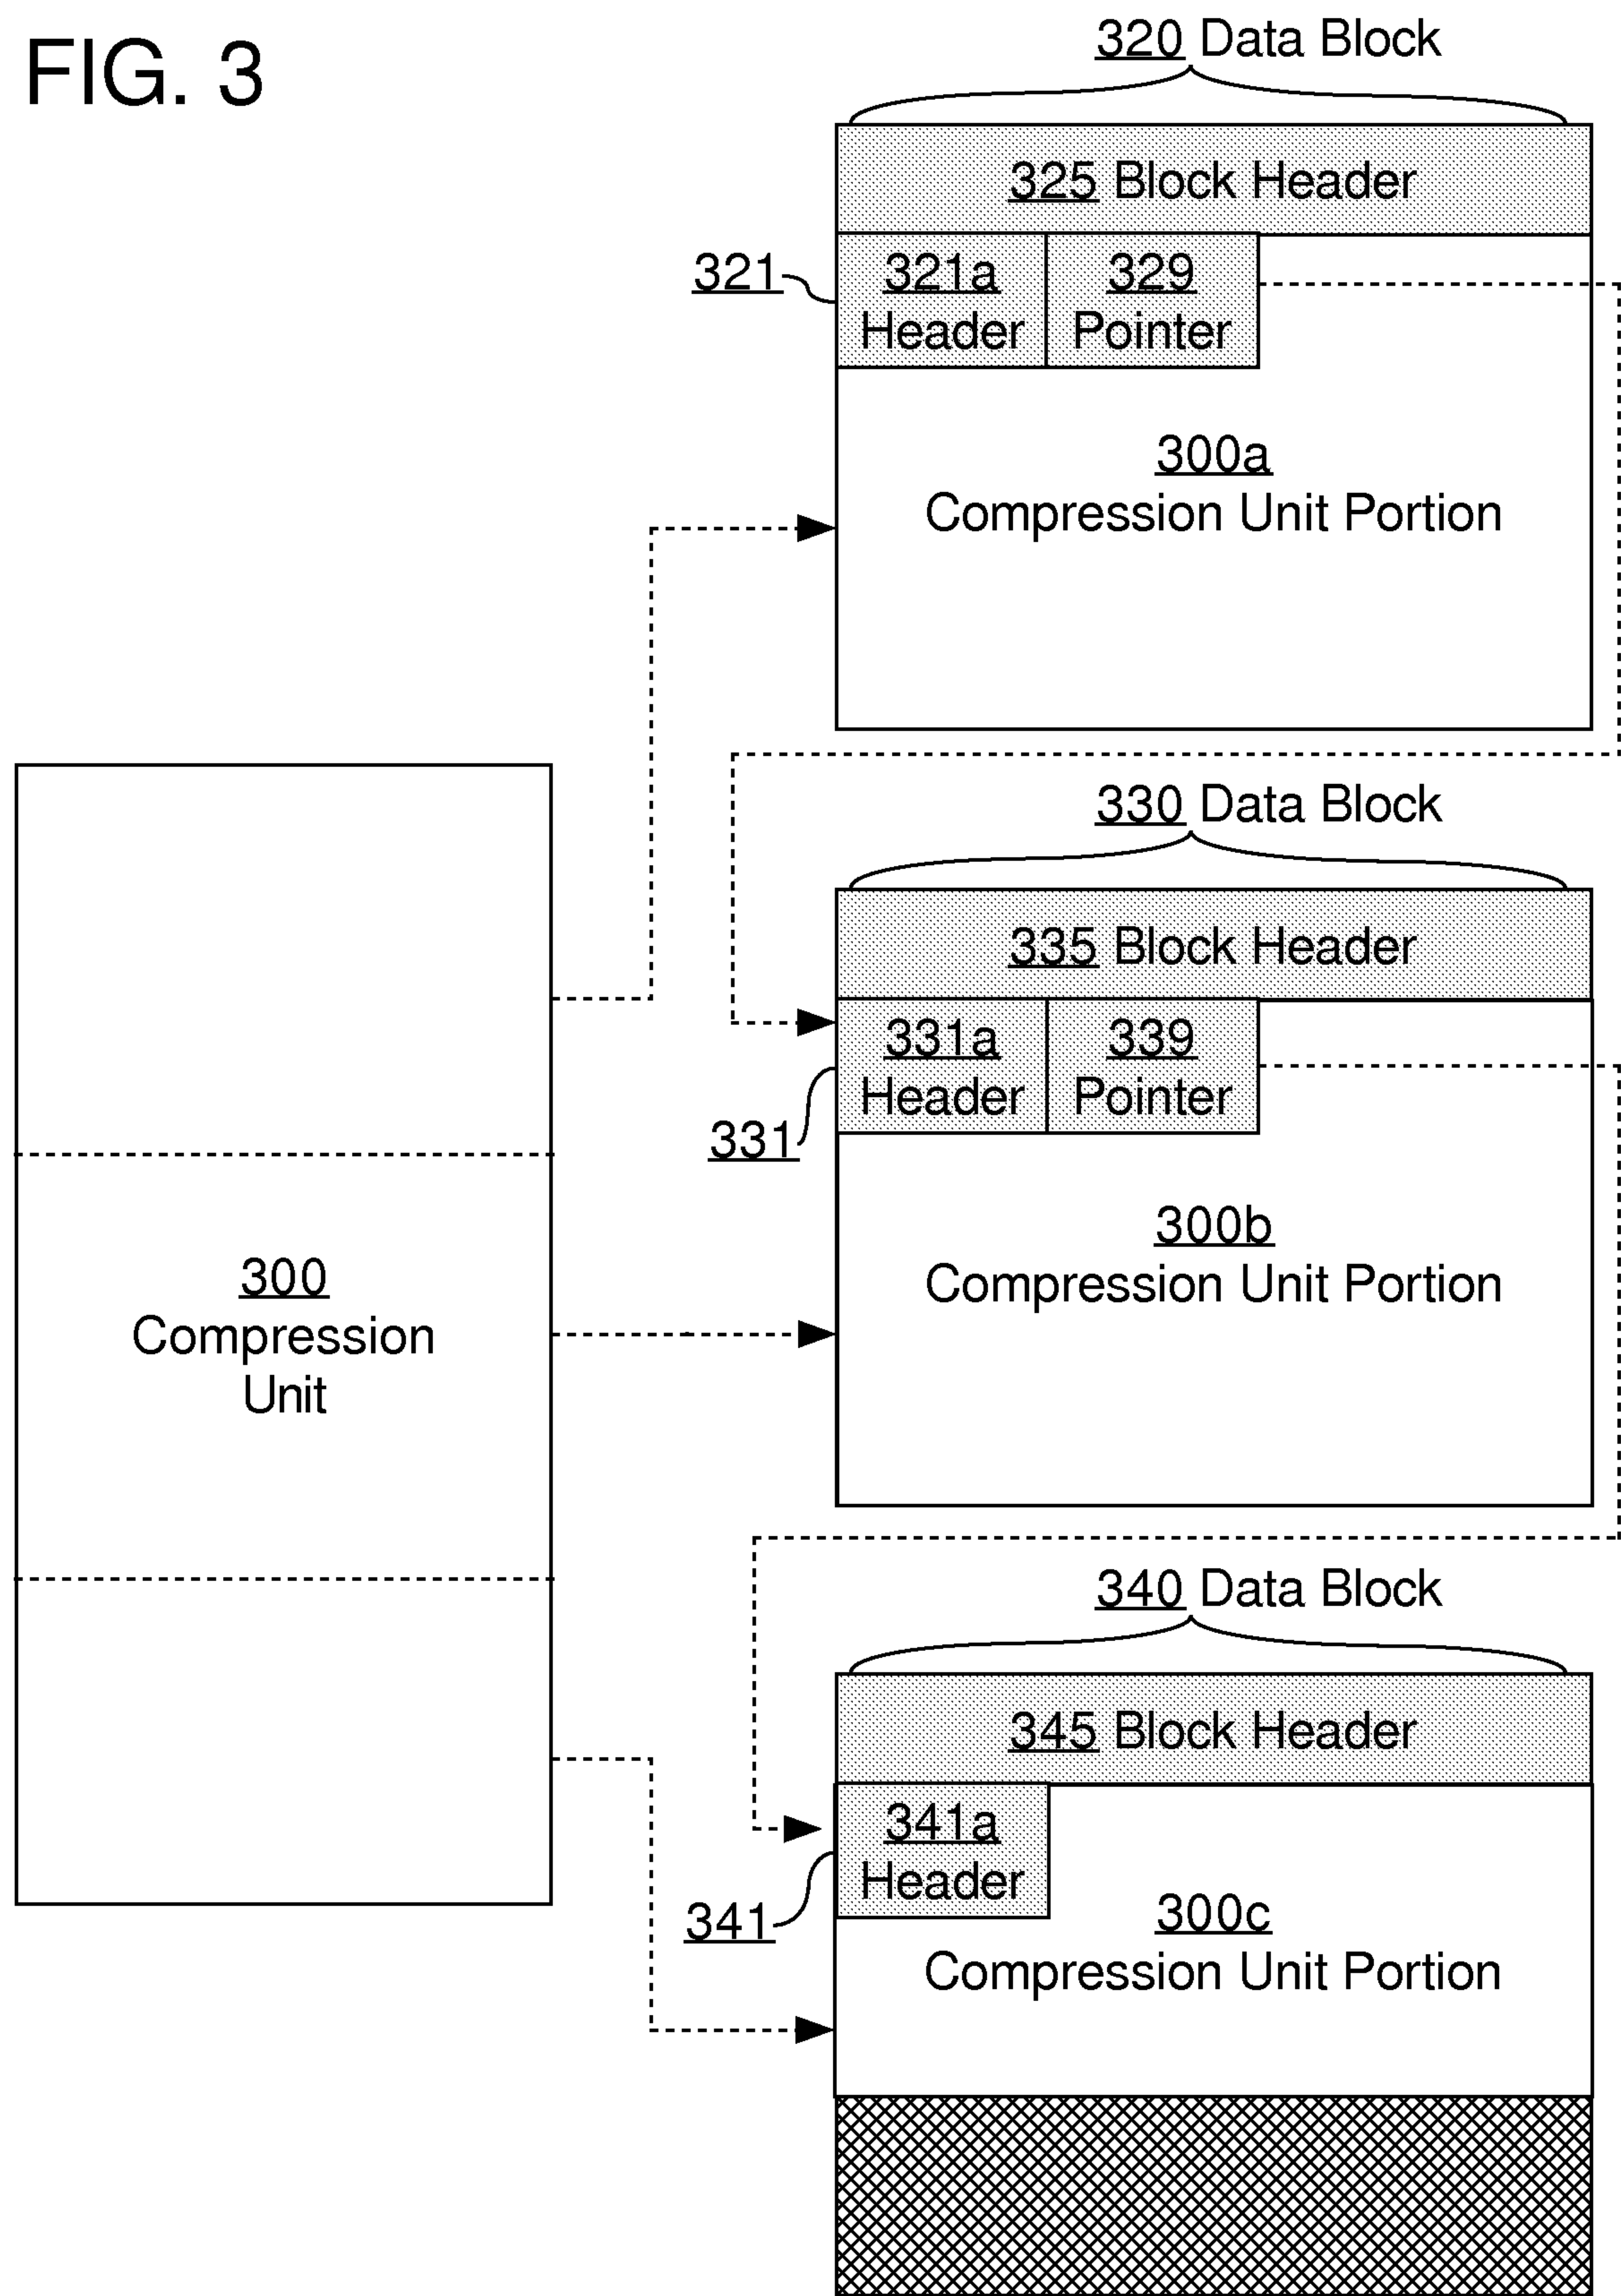 FIG. 3
320 Data Block
325 Block Header
321
321a Header
329 Pointer
300a
Compression Unit Portion
330 Data Block
335 Block Header
331a Header
339 Pointer
331
300b
Compression Unit Portion
300
Compression
Unit
340 Data Block
345 Block Header
341a
Header
341
300c
Compression Unit Portion